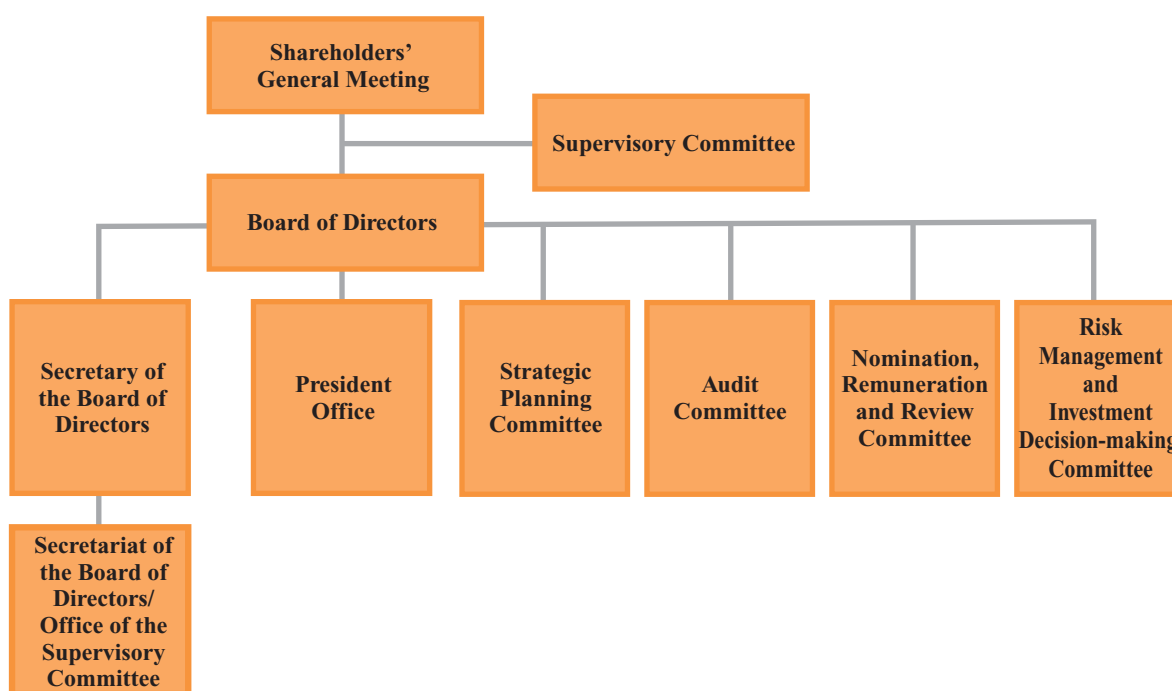 Shareholders’
General Meeting
Supervisory Committee
Board of Directors
Secretary of
the Board of
Directors
President
Office
Strategic
Planning
Committee
Audit
Committee
Nomination,
Remuneration
and Review
Committee
Risk
Management
and
Investment
Decision-making
Committee
Secretariat of
the Board of
Directors/
Office of the
Supervisory
Committee